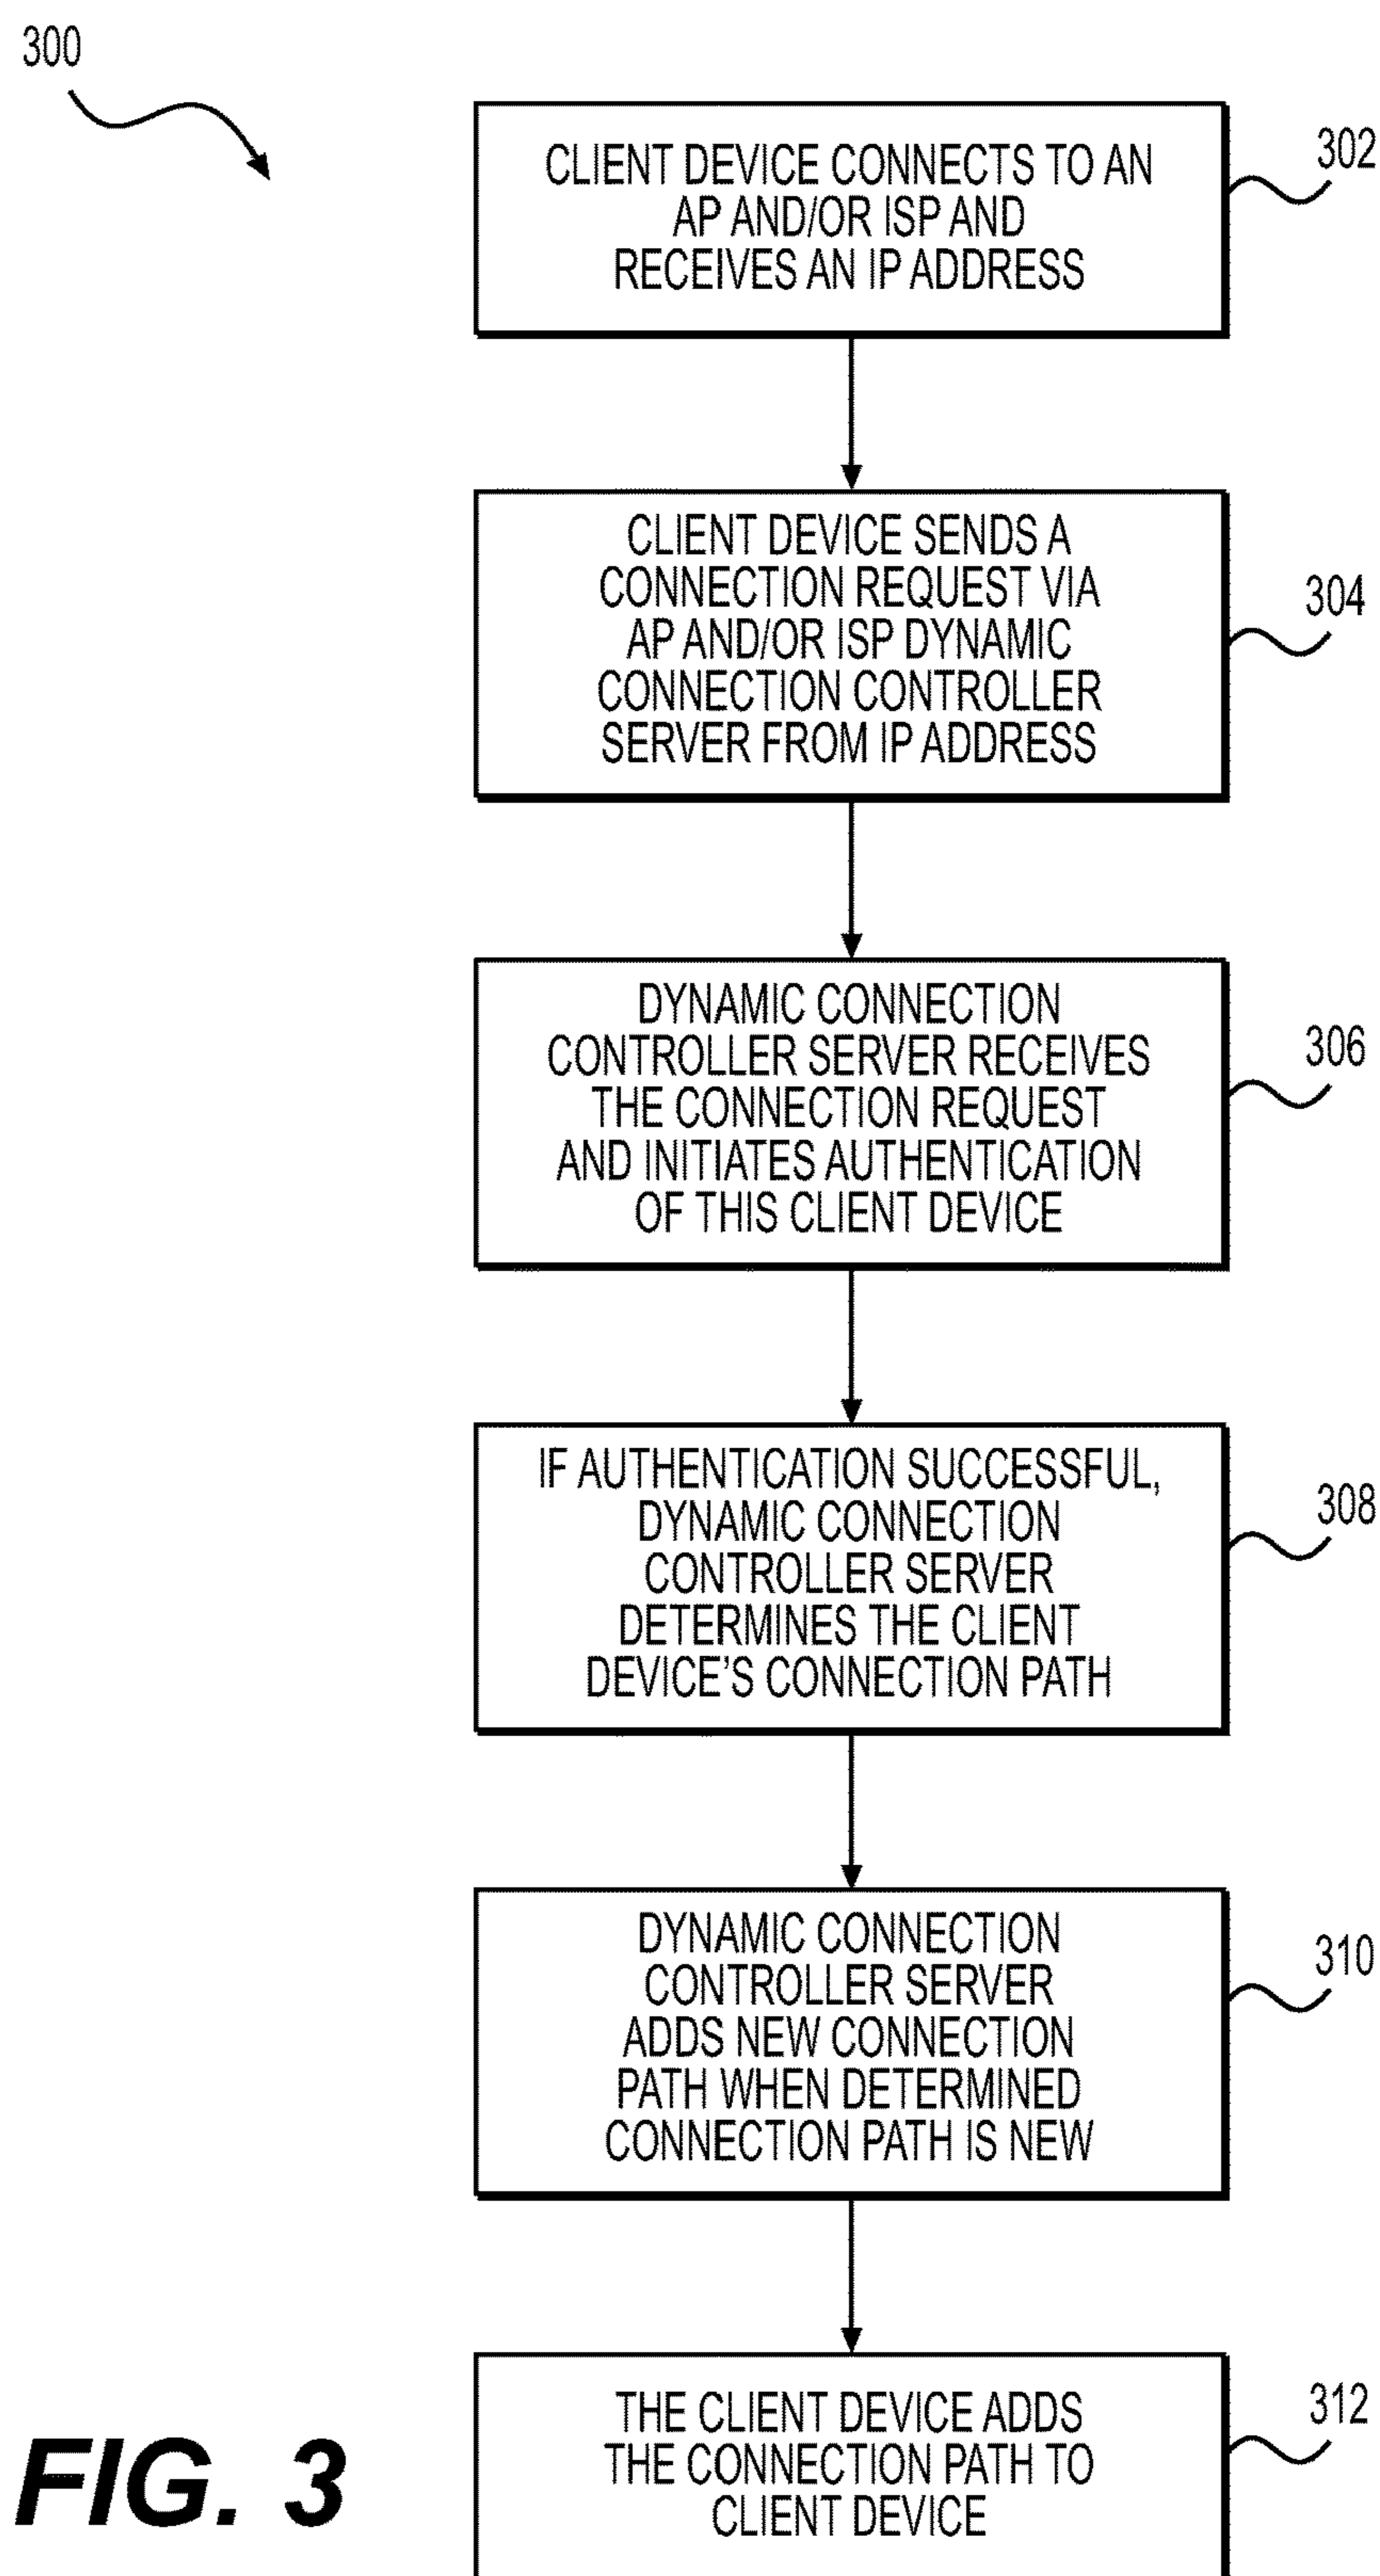 300
CLIENT DEVICE CONNECTS TO AN
AP AND/OR ISP AND
RECEIVES AN IP ADDRESS
302
CLIENT DEVICE SENDS A
CONNECTION REQUEST VIA
AP AND/OR ISP DYNAMIC
CONNECTION CONTROLLER
SERVER FROM IP ADDRESS
304
DYNAMIC CONNECTION
CONTROLLER SERVER RECEIVES
THE CONNECTION REQUEST
AND INITIATES AUTHENTICATION
OF THIS CLIENT DEVICE
306
IF AUTHENTICATION SUCCESSFUL,
DYNAMIC CONNECTION
CONTROLLER SERVER
DETERMINES THE CLIENT
DEVICE'S CONNECTION PATH
308
DYNAMIC CONNECTION
CONTROLLER SERVER
ADDS NEW CONNECTION
PATH WHEN DETERMINED
CONNECTION PATH IS NEW
310
THE CLIENT DEVICE ADDS
THE CONNECTION PATH TO
CLIENT DEVICE
312
FIG. 3